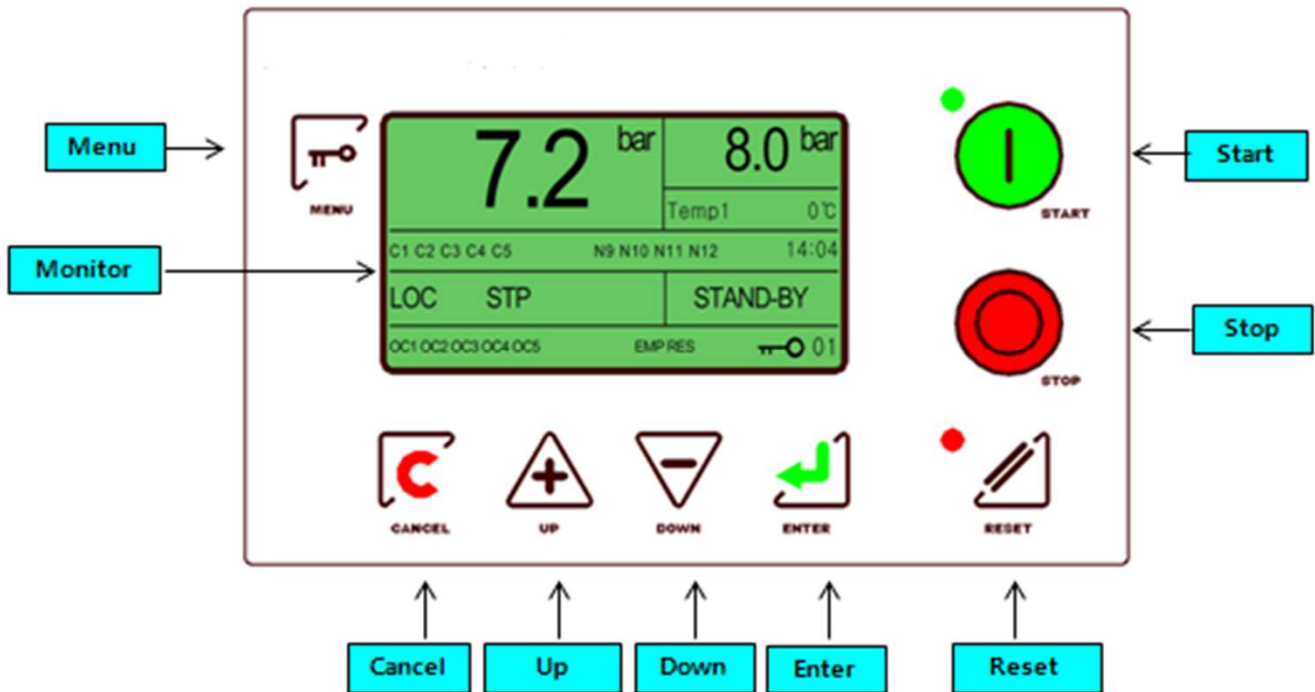 7.2 bar
8.0 bar
Menu
MENU
Temp1 0℃
START
Start
C1 C2 C3 C4 C5 N9 N10 N11 N12 14:04
Monitor
LOC STP STAND-BY
Stop
OC1 OC2 OC3 OC4 OC5 EMP RES 01
STOP
C
CANCEL UP DOWN ENTER RESET
Cancel Up Down Enter Reset